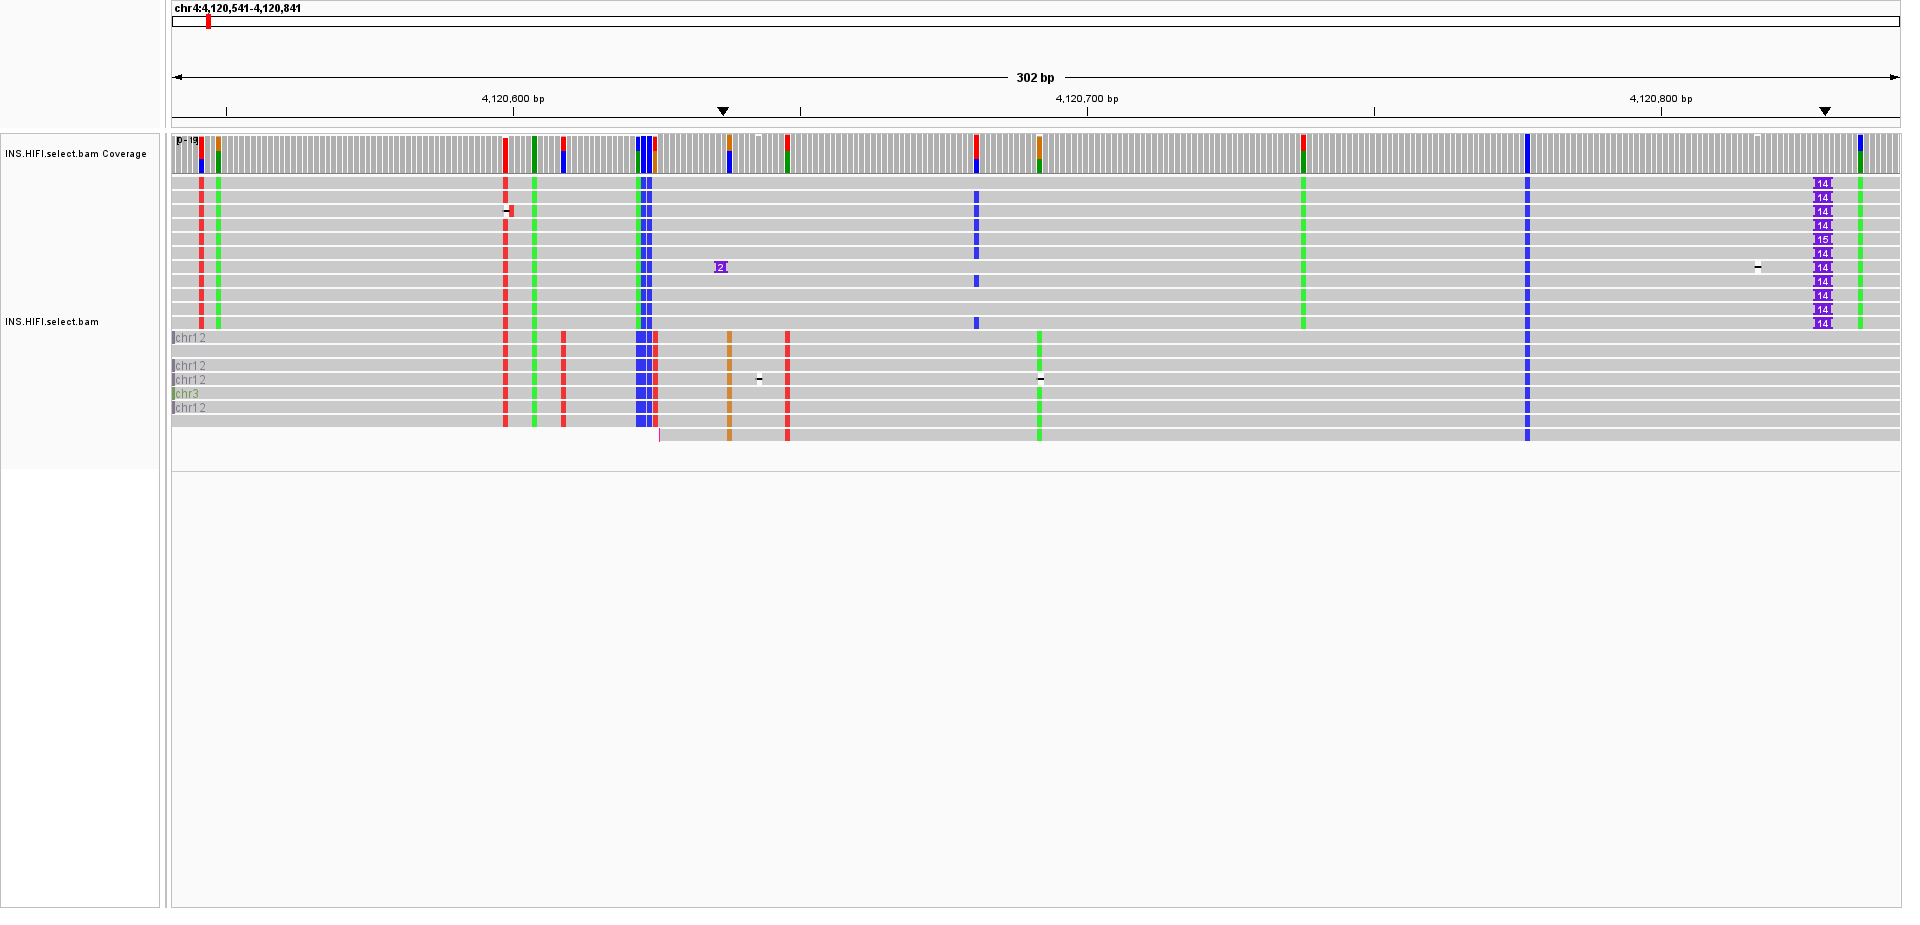 chr4:4,120,541-4,120,841
302 bp
4,120,600 bp 4,120,700 bp 4,120,800 bp
INS.HIFI.select.bam Coverage
14
14
14
14
15
14
2 14
14
14
14
INS.HIFI.select.bam 14
chr12
chr12
chr12
chr3
chr12